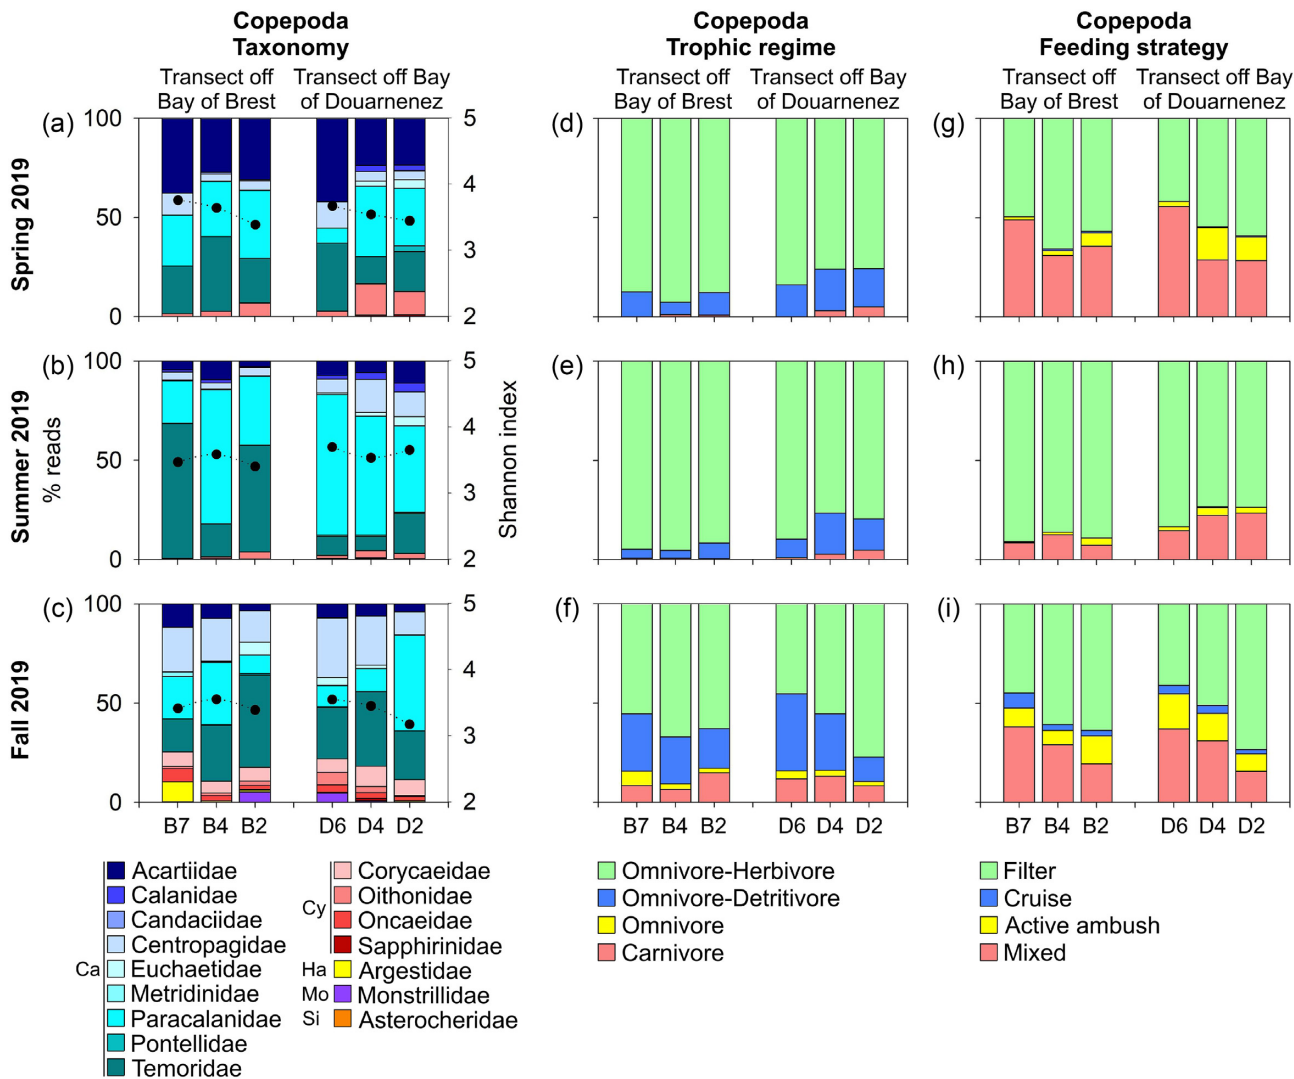 Copepoda
Taxonomy
Copepoda
Trophic regime
Copepoda
Feeding strategy
Transect off
Bay of Brest
Transect off Bay
of Douarnenez
Transect off
Bay of Brest
Transect off Bay
of Douarnenez
Transect off
Bay of Brest
Transect off Bay
of Douarnenez
Spring 2019
(a)
100
50
0
5
4
3
2
(d)
(g)
Summer 2019
% reads
(b)
100
50
0
5
4
3
2
Shannon index
(e)
(h)
Fall 2019
(c)
100
50
0
5
4
3
2
(f)
(i)
B7 B4 B2 D6 D4 D2
B7 B4 B2 D6 D4 D2
B7 B4 B2 D6 D4 D2
Ca
Acartiidae
Calanidae
Candaciidae
Centropagidae
Euchaetidae
Metridinidae
Paracalanidae
Pontellidae
Temoridae
Cy
Corycaeidae
Oithonidae
Oncaeidae
Sapphirinidae
Ha Argestidae
Mo Monstrillidae
Si Asterocheridae
Omnivore-Herbivore
Omnivore-Detritivore
Omnivore
Carnivore
Filter
Cruise
Active ambush
Mixed